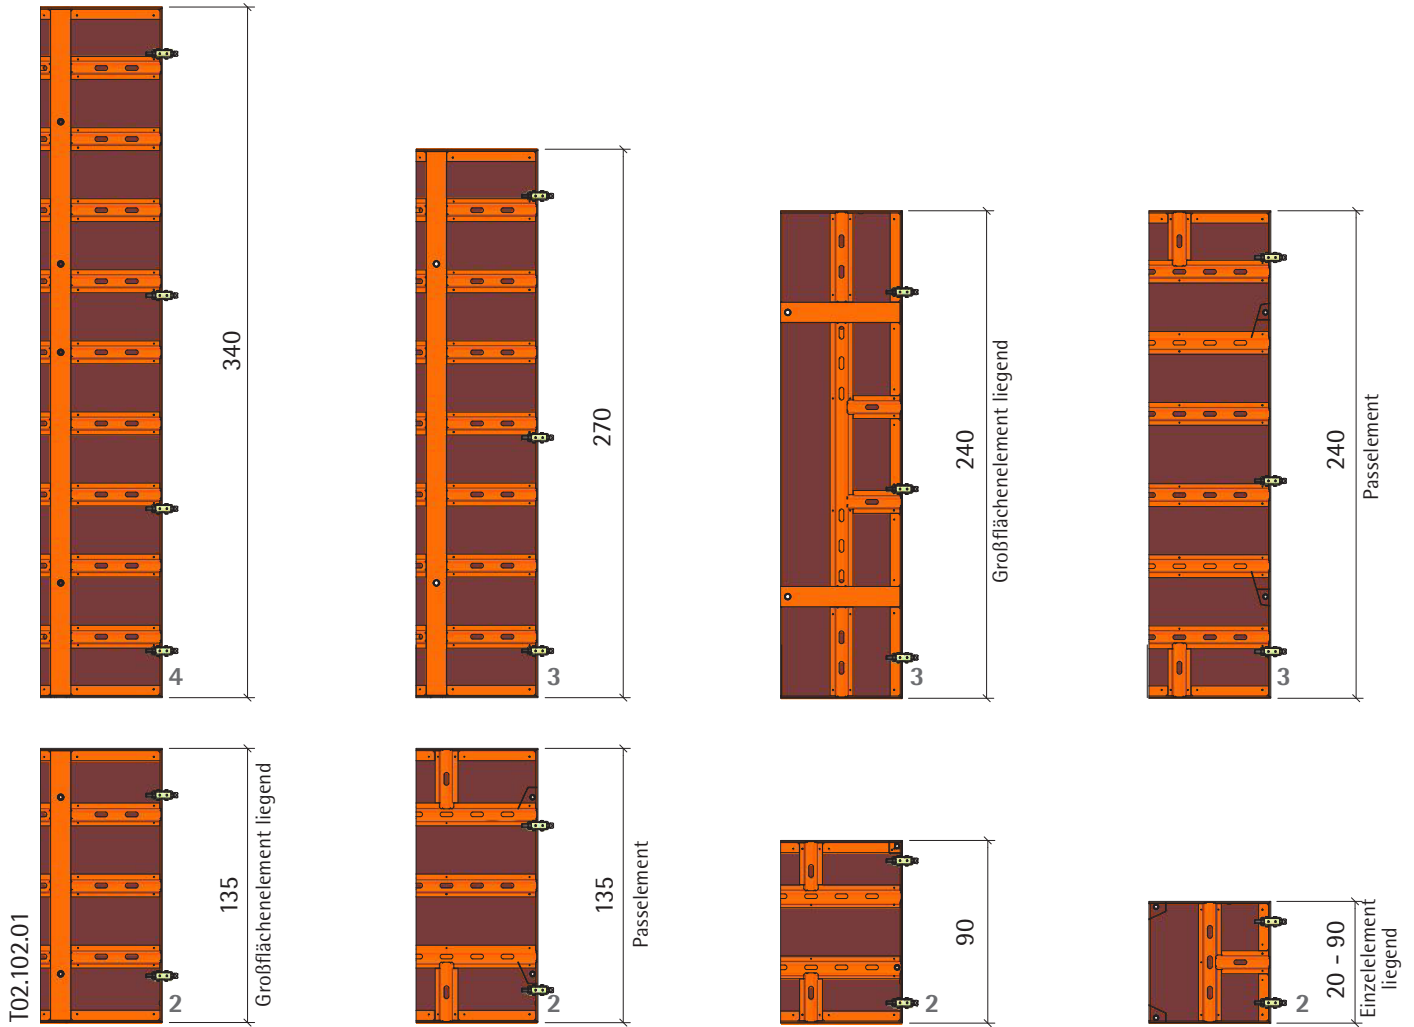 340
4
270
3
240
Großflächenelement liegend
3
240
Passelement
3
T02.102.01
135
Großflächenelement liegend
2
135
Passelement
2
90
2
20 - 90
Einzelelement
liegend
2